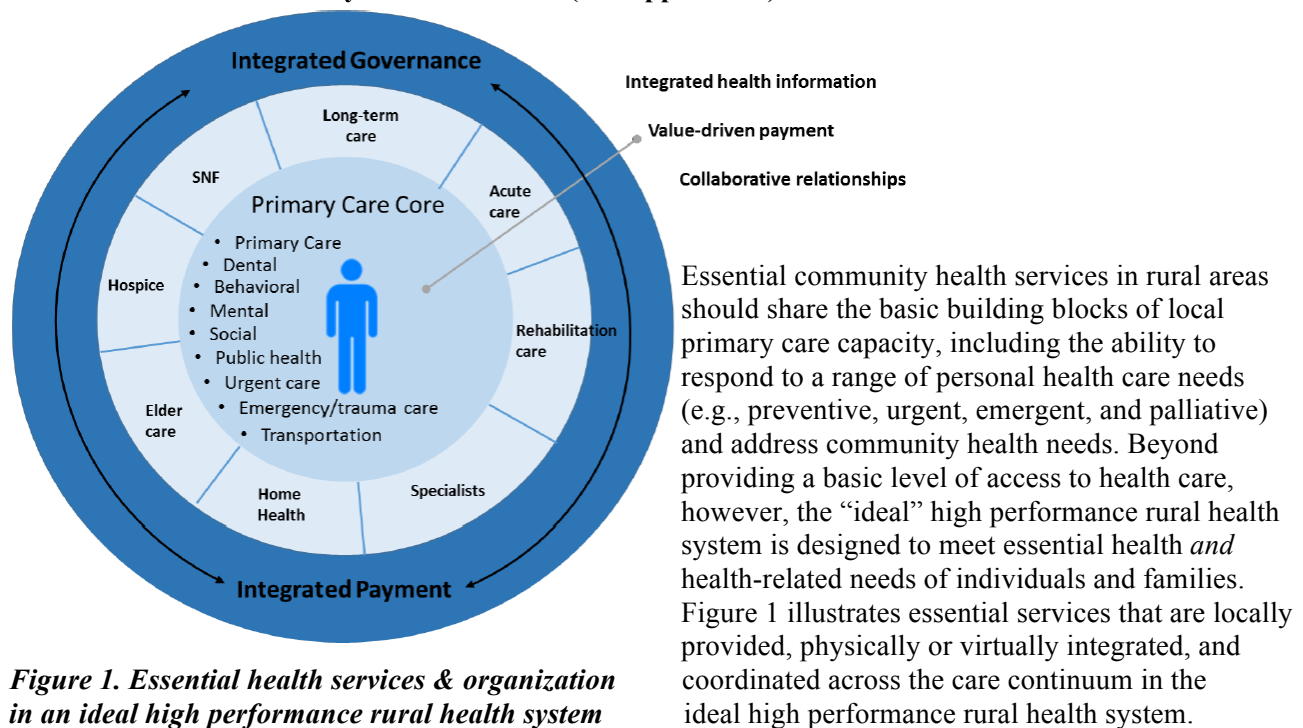 Integrated Governance
Long-term
care
SNF
Acute
care
Hospice
Rehabilitation
care
Elder
care
Home
Health
Specialists
Primary Care Core
• Primary Care
• Dental
• Behavioral
• Mental
• Social
• Public health
• Urgent care
• Emergency/trauma care
• Transportation
Integrated Payment
Integrated health information
Value-driven payment
Collaborative relationships
Essential community health services in rural areas
should share the basic building blocks of local
primary care capacity, including the ability to
respond to a range of personal health care needs
(e.g., preventive, urgent, emergent, and palliative)
and address community health needs. Beyond
providing a basic level of access to health care,
however, the “ideal” high performance rural health
system is designed to meet essential health and
health-related needs of individuals and families.
Figure 1 illustrates essential services that are locally
provided, physically or virtually integrated, and
coordinated across the care continuum in the
ideal high performance rural health system.
Figure 1. Essential health services & organization
in an ideal high performance rural health system